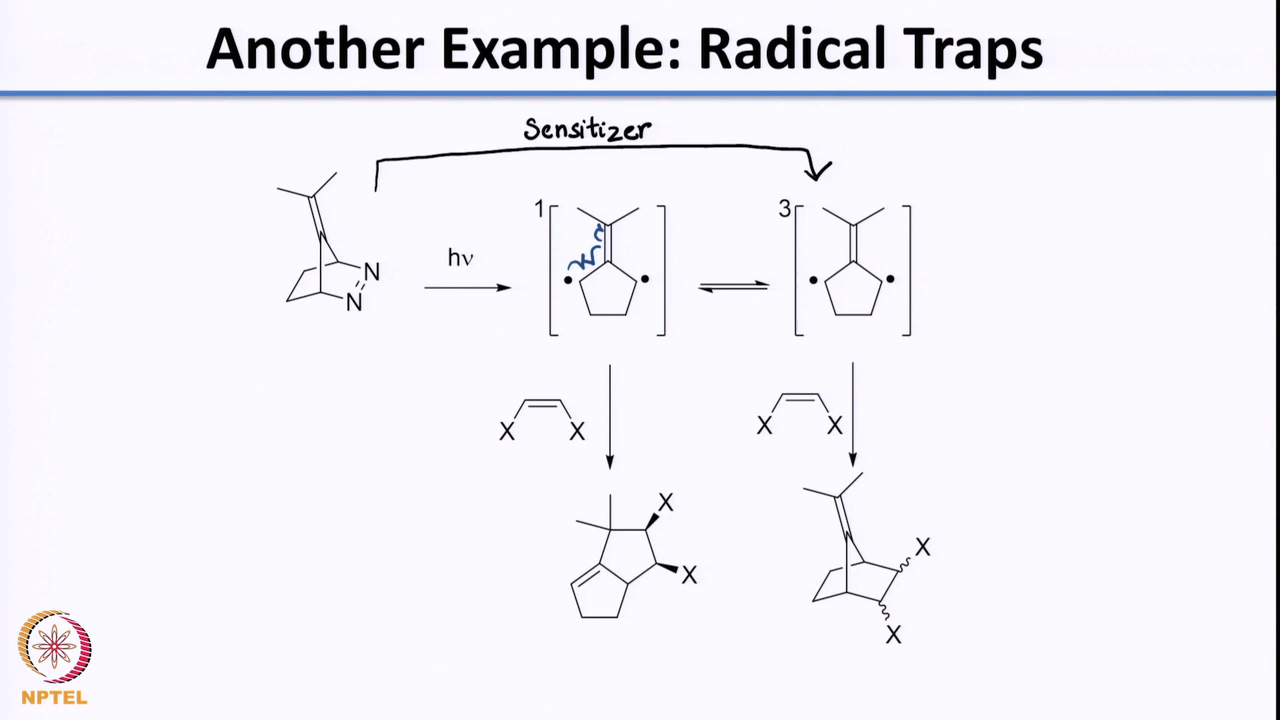 Another Example: Radical Traps
Sensitizer
N
N
hν
1
3
X X
X X
X
X
X
X
NPTEL